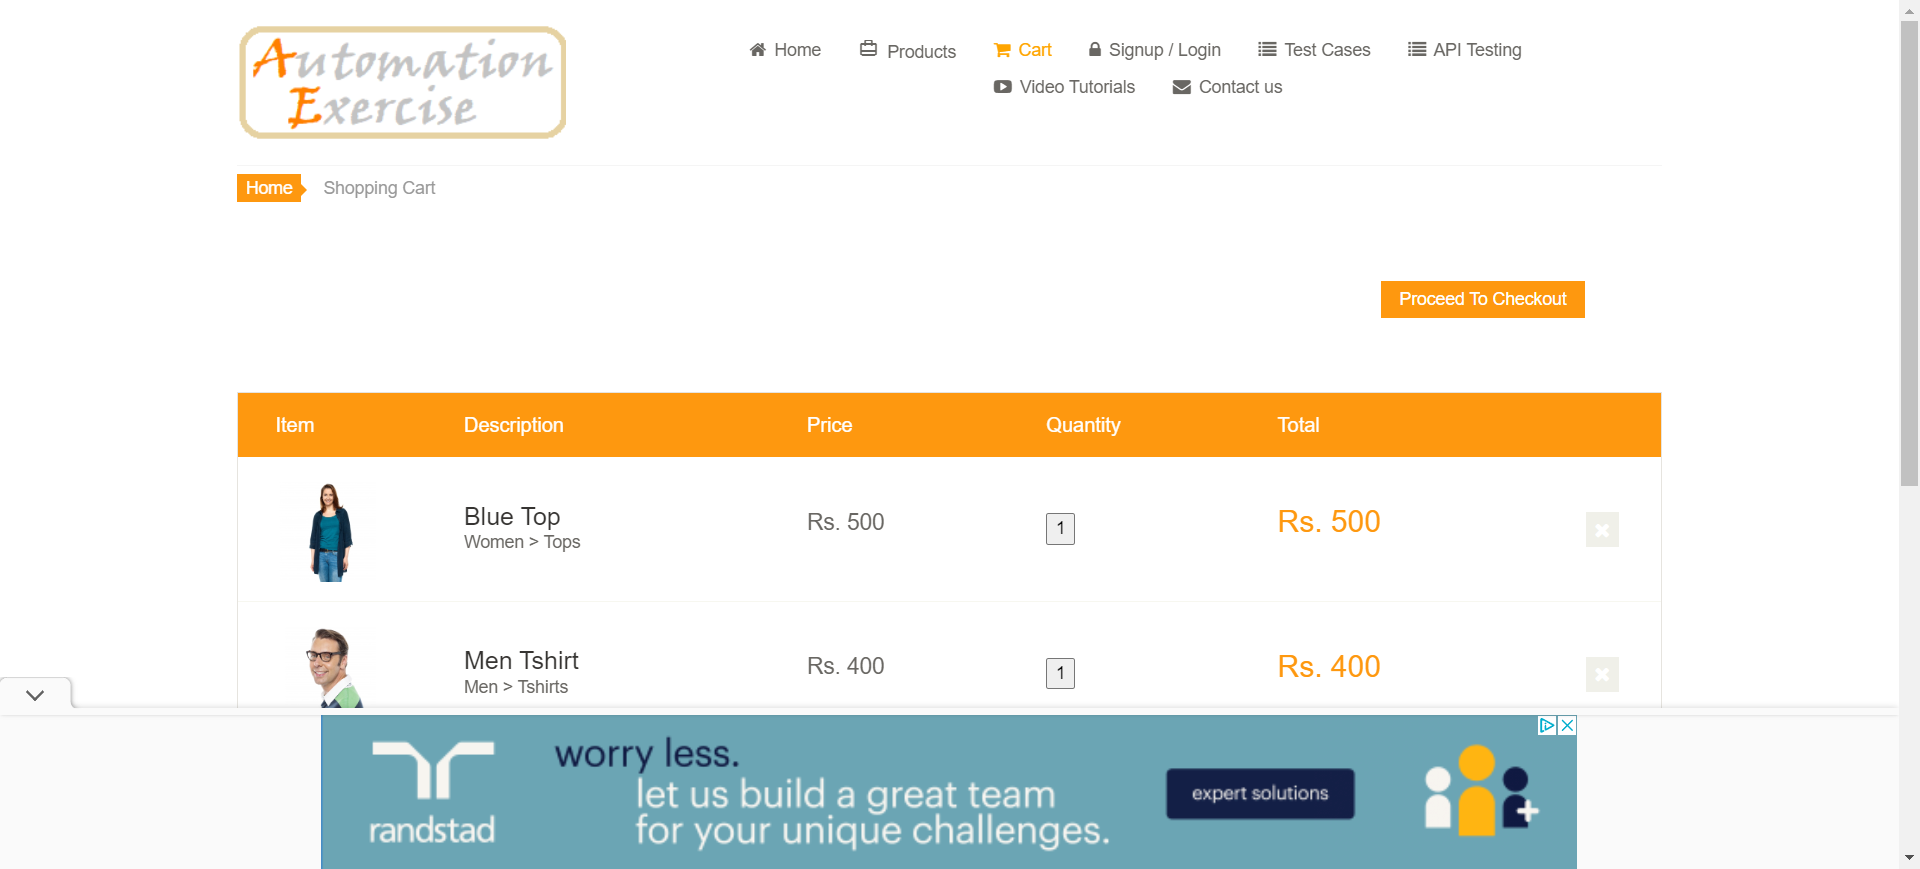 Automation
Exercise
Home
Products
Cart
Signup / Login
Test Cases
API Testing
Video Tutorials
Contact us
Home
Shopping Cart
Proceed To Checkout
Item Description Price Quantity Total
Blue Top
Women > Tops
Rs. 500
1
Rs. 500
Men Tshirt
Men > Tshirts
Rs. 400
1
Rs. 400
randstad
worry less.
let us build a great team
for your unique challenges.
expert solutions